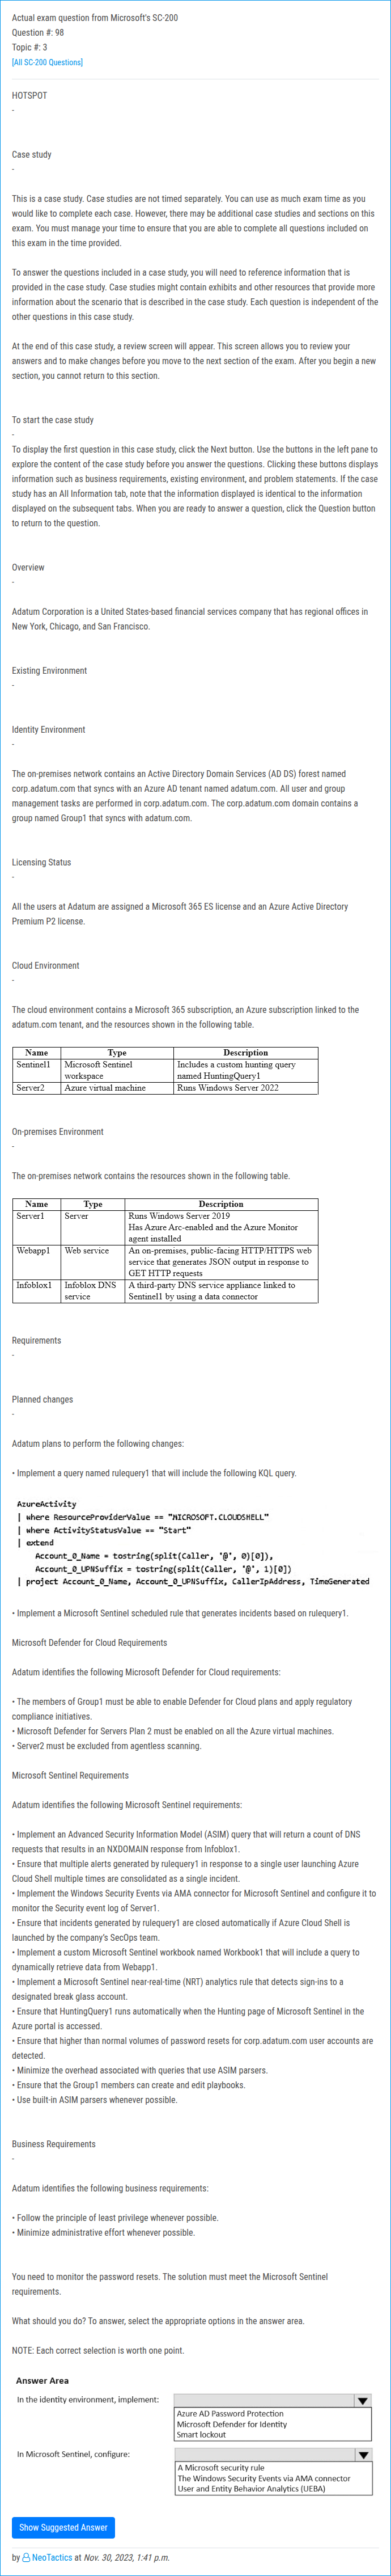 Actual exam question from Microsoft's SC-200
Question #: 98
Topic #: 3
[All SC-200 Questions]
HOTSPOT
-
Case study
-
This is a case study. Case studies are not timed separately. You can use as much exam time as you
would like to complete each case. However, there may be additional case studies and sections on this
exam. You must manage your time to ensure that you are able to complete all questions included on
this exam in the time provided.
To answer the questions included in a case study, you will need to reference information that is
provided in the case study. Case studies might contain exhibits and other resources that provide more
information about the scenario that is described in the case study. Each question is independent of the
other questions in this case study.
At the end of this case study, a review screen will appear. This screen allows you to review your
answers and to make changes before you move to the next section of the exam. After you begin a new
section, you cannot return to this section.
To start the case study
-
To display the first question in this case study, click the Next button. Use the buttons in the left pane to
explore the content of the case study before you answer the questions. Clicking these buttons displays
information such as business requirements, existing environment, and problem statements. If the case
study has an All Information tab, note that the information displayed is identical to the information
displayed on the subsequent tabs. When you are ready to answer a question, click the Question button
to return to the question.
Overview
-
Adatum Corporation is a United States-based financial services company that has regional offices in
New York, Chicago, and San Francisco.
Existing Environment
-
Identity Environment
-
The on-premises network contains an Active Directory Domain Services (AD DS) forest named
corp.adatum.com that syncs with an Azure AD tenant named adatum.com. All user and group
management tasks are performed in corp.adatum.com. The corp.adatum.com domain contains a
group named Group1 that syncs with adatum.com.
Licensing Status
-
All the users at Adatum are assigned a Microsoft 365 ES license and an Azure Active Directory
Premium P2 license.
Cloud Environment
-
The cloud environment contains a Microsoft 365 subscription, an Azure subscription linked to the
adatum.com tenant, and the resources shown in the following table.
Name Type Description
Sentinel1 Microsoft Sentinel Includes a custom hunting query
workspace named HuntingQuery1
Server2 Azure virtual machine Runs Windows Server 2022
On-premises Environment
-
The on-premises network contains the resources shown in the following table.
Name Type Description
Server1 Server Runs Windows Server 2019
Has Azure Arc-enabled and the Azure Monitor
agent installed
Webapp1 Web service An on-premises, public-facing HTTP/HTTPS web
service that generates JSON output in response to
GET HTTP requests
Infoblox1 Infoblox DNS A third-party DNS service appliance linked to
service Sentinel1 by using a data connector
Requirements
-
Planned changes
-
Adatum plans to perform the following changes:
• Implement a query named rulequery1 that will include the following KQL query.
AzureActivity
| where ResourceProviderValue == "MICROSOFT.CLOUDSHELL"
| where ActivityStatusValue == "Start"
| extend
Account_0_Name = tostring(split(Caller, '@', 0)[0]),
Account_0_UPNSuffix = tostring(split(Caller, '@', 1)[0])
| project Account_0_Name, Account_0_UPNSuffix, CallerIpAddress, TimeGenerated
• Implement a Microsoft Sentinel scheduled rule that generates incidents based on rulequery1.
Microsoft Defender for Cloud Requirements
Adatum identifies the following Microsoft Defender for Cloud requirements:
• The members of Group1 must be able to enable Defender for Cloud plans and apply regulatory
compliance initiatives.
• Microsoft Defender for Servers Plan 2 must be enabled on all the Azure virtual machines.
• Server2 must be excluded from agentless scanning.
Microsoft Sentinel Requirements
Adatum identifies the following Microsoft Sentinel requirements:
• Implement an Advanced Security Information Model (ASIM) query that will return a count of DNS
requests that results in an NXDOMAIN response from Infoblox1.
• Ensure that multiple alerts generated by rulequery1 in response to a single user launching Azure
Cloud Shell multiple times are consolidated as a single incident.
• Implement the Windows Security Events via AMA connector for Microsoft Sentinel and configure it to
monitor the Security event log of Server1.
• Ensure that incidents generated by rulequery1 are closed automatically if Azure Cloud Shell is
launched by the company's SecOps team.
• Implement a custom Microsoft Sentinel workbook named Workbook1 that will include a query to
dynamically retrieve data from Webapp1.
• Implement a Microsoft Sentinel near-real-time (NRT) analytics rule that detects sign-ins to a
designated break glass account.
• Ensure that HuntingQuery1 runs automatically when the Hunting page of Microsoft Sentinel in the
Azure portal is accessed.
• Ensure that higher than normal volumes of password resets for corp.adatum.com user accounts are
detected.
• Minimize the overhead associated with queries that use ASIM parsers.
• Ensure that the Group1 members can create and edit playbooks.
• Use built-in ASIM parsers whenever possible.
Business Requirements
-
Adatum identifies the following business requirements:
• Follow the principle of least privilege whenever possible.
• Minimize administrative effort whenever possible.
You need to monitor the password resets. The solution must meet the Microsoft Sentinel
requirements.
What should you do? To answer, select the appropriate options in the answer area.
NOTE: Each correct selection is worth one point.
Answer Area
In the identity environment, implement:
Azure AD Password Protection
Microsoft Defender for Identity
Smart lockout
In Microsoft Sentinel, configure:
A Microsoft security rule
The Windows Security Events via AMA connector
User and Entity Behavior Analytics (UEBA)
Show Suggested Answer
by NeoTactics at Nov. 30, 2023, 1:41 p.m.